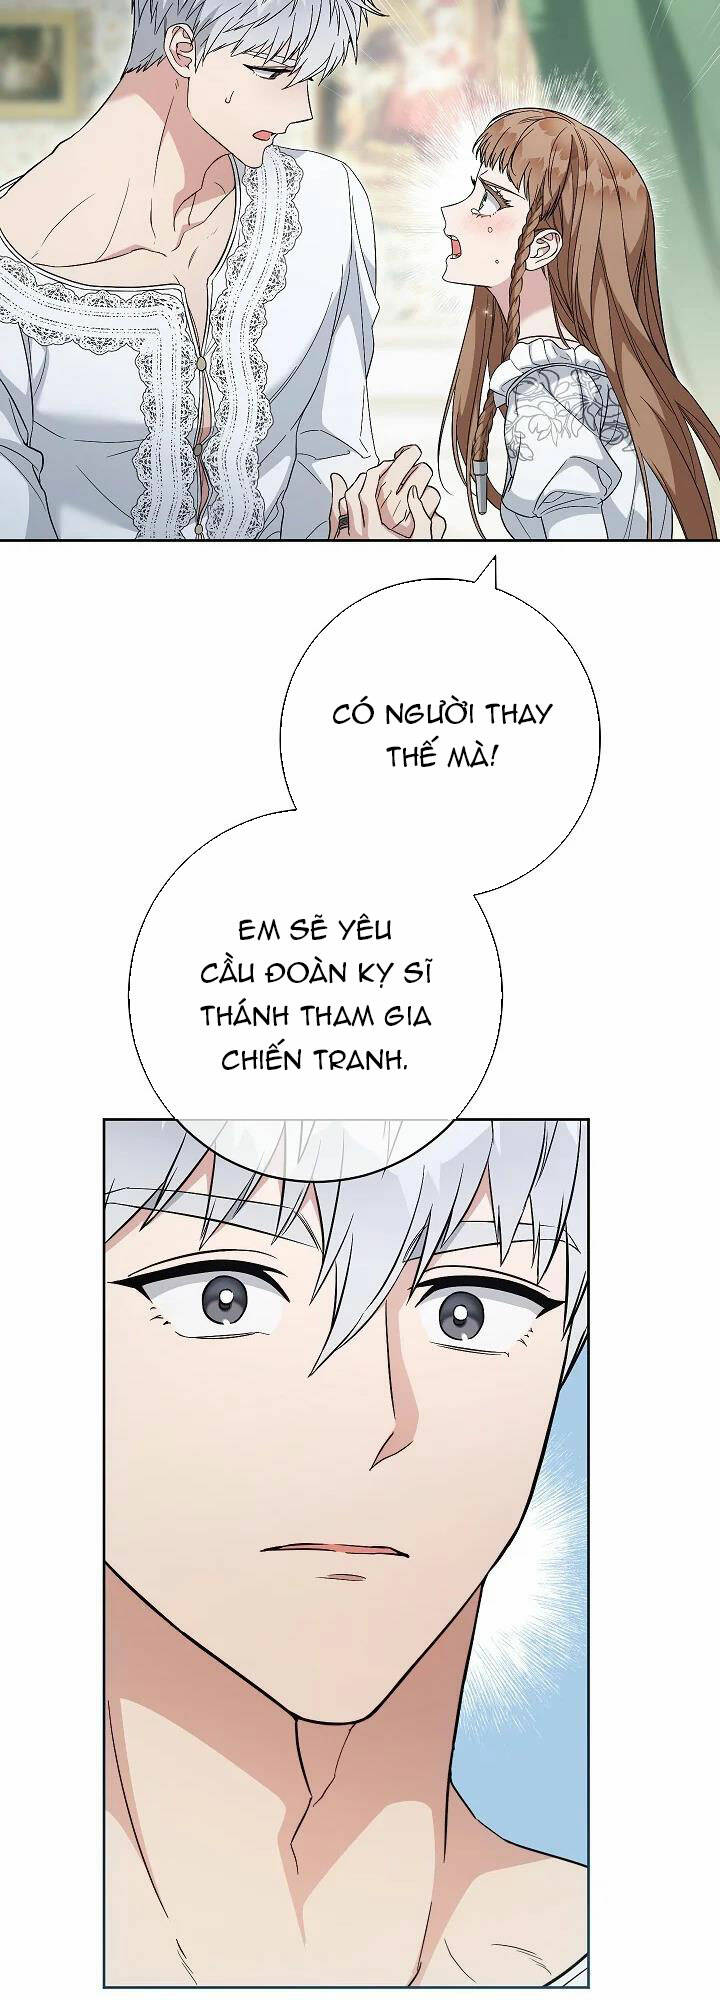 CÓ NGƯỜI THAY
THẾ MÀ!
EM SẼ YÊU
CẦU ĐOÀN KỴ SĨ
THÁNH THAM GIA
CHIẾN TRANH.